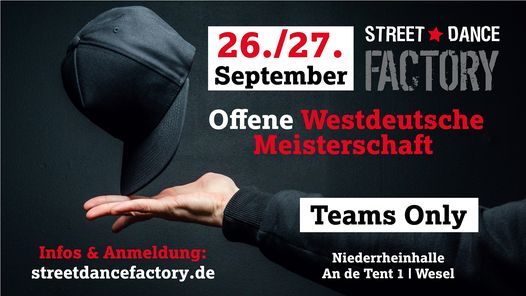 26./27.
September
STREET★DANCE
FACTORY
Offene Westdeutsche
Meisterschaft
Teams Only
Infos & Anmeldung:
streetdancefactory.de
Niederrheinhalle
An de Tent 1 | Wesel